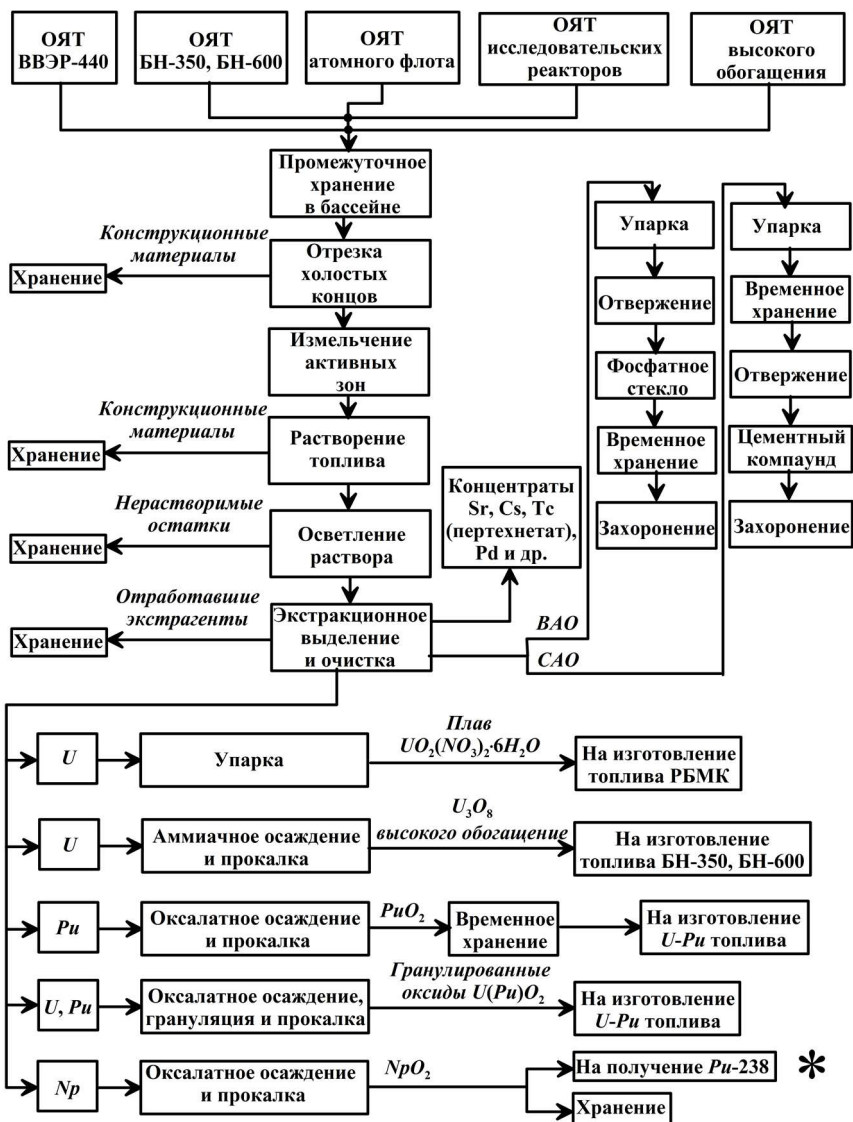 ОЯТ
ВВЭР-440
ОЯТ
БН-350, БН-600
ОЯТ
атомного флота
ОЯТ
исследовательских
реакторов
ОЯТ
высокого
обогащения
Промежуточное
хранение
в бассейне
Конструкционные
материалы
Хранение
Отрезка
холостых
концов
Измельчение
активных
зон
Конструкционные
материалы
Хранение
Растворение
топлива
Нерастворимые
остатки
Хранение
Осветление
раствора
Отработавшие
экстрагенты
Хранение
Экстракционное
выделение
и очистка
Концентраты
Sr, Cs, Tc
(пертехнетат),
Pd и др.
ВАО
САО
Упарка
Отвержение
Фосфатное
стекло
Временное
хранение
Захоронение
Упарка
Временное
хранение
Отвержение
Цементный
компаунд
Захоронение
U
Упарка
Плав
UO₂(NO₃)₂·6H₂O
На изготовление
топлива РБМК
U
Аммиачное осаждение
и прокалка
U₃O₈
высокого обогащение
На изготовление
топлива БН-350, БН-600
Pu
Оксалатное осаждение
и прокалка
PuO₂
Временное
хранение
На изготовление
U-Pu топлива
U, Pu
Оксалатное осаждение,
грануляция и прокалка
Гранулированные
оксиды U(Pu)O₂
На изготовление
U-Pu топлива
Np
Оксалатное осаждение
и прокалка
NpO₂
На получение Pu-238 *
Хранение